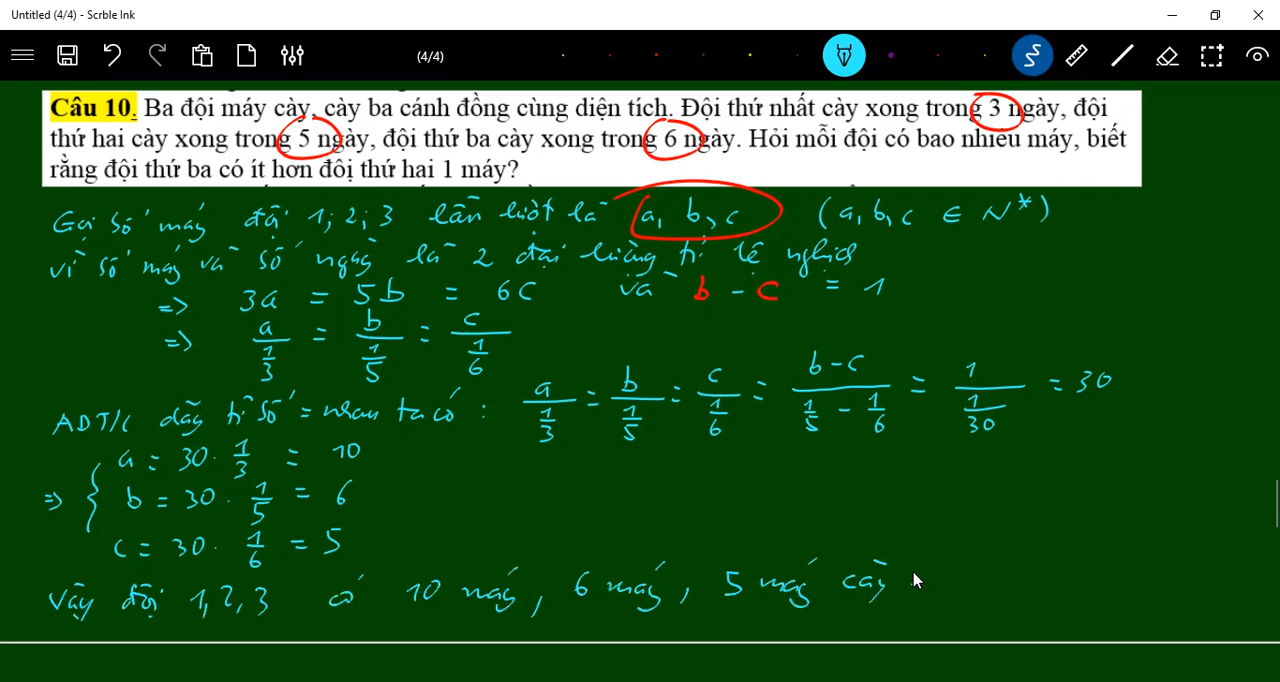 Untitled (4/4) - Scrble Ink
(4/4)
Câu 10. Ba đội máy cày, cày ba cánh đồng cùng diện tích. Đội thứ nhất cày xong trong 3 ngày, đội
thứ hai cày xong trong 5 ngày, đội thứ ba cày xong trong 6 ngày. Hỏi mỗi đội có bao nhiêu máy, biết
rằng đội thứ ba có ít hơn đội thứ hai 1 máy?
Gọi số máy đội 1; 2; 3 lần lượt là a, b, c (a, b, c ∈ N*)
vì số máy và số ngày là 2 đại lượng tỉ lệ nghịch
=> 3a = 5b = 6c và b - c = 1
=> a/(1/3) = b/(1/5) = c/(1/6)
ADT/C dãy tỉ số = nhau ta có : a/(1/3) = b/(1/5) = c/(1/6) = (b-c)/(1/5 - 1/6) = 1/(1/30) = 30
a = 30 . 1/3 = 10
=> { b = 30 . 1/5 = 6
c = 30 . 1/6 = 5
Vậy đội 1, 2, 3 có 10 máy, 6 máy, 5 máy cày